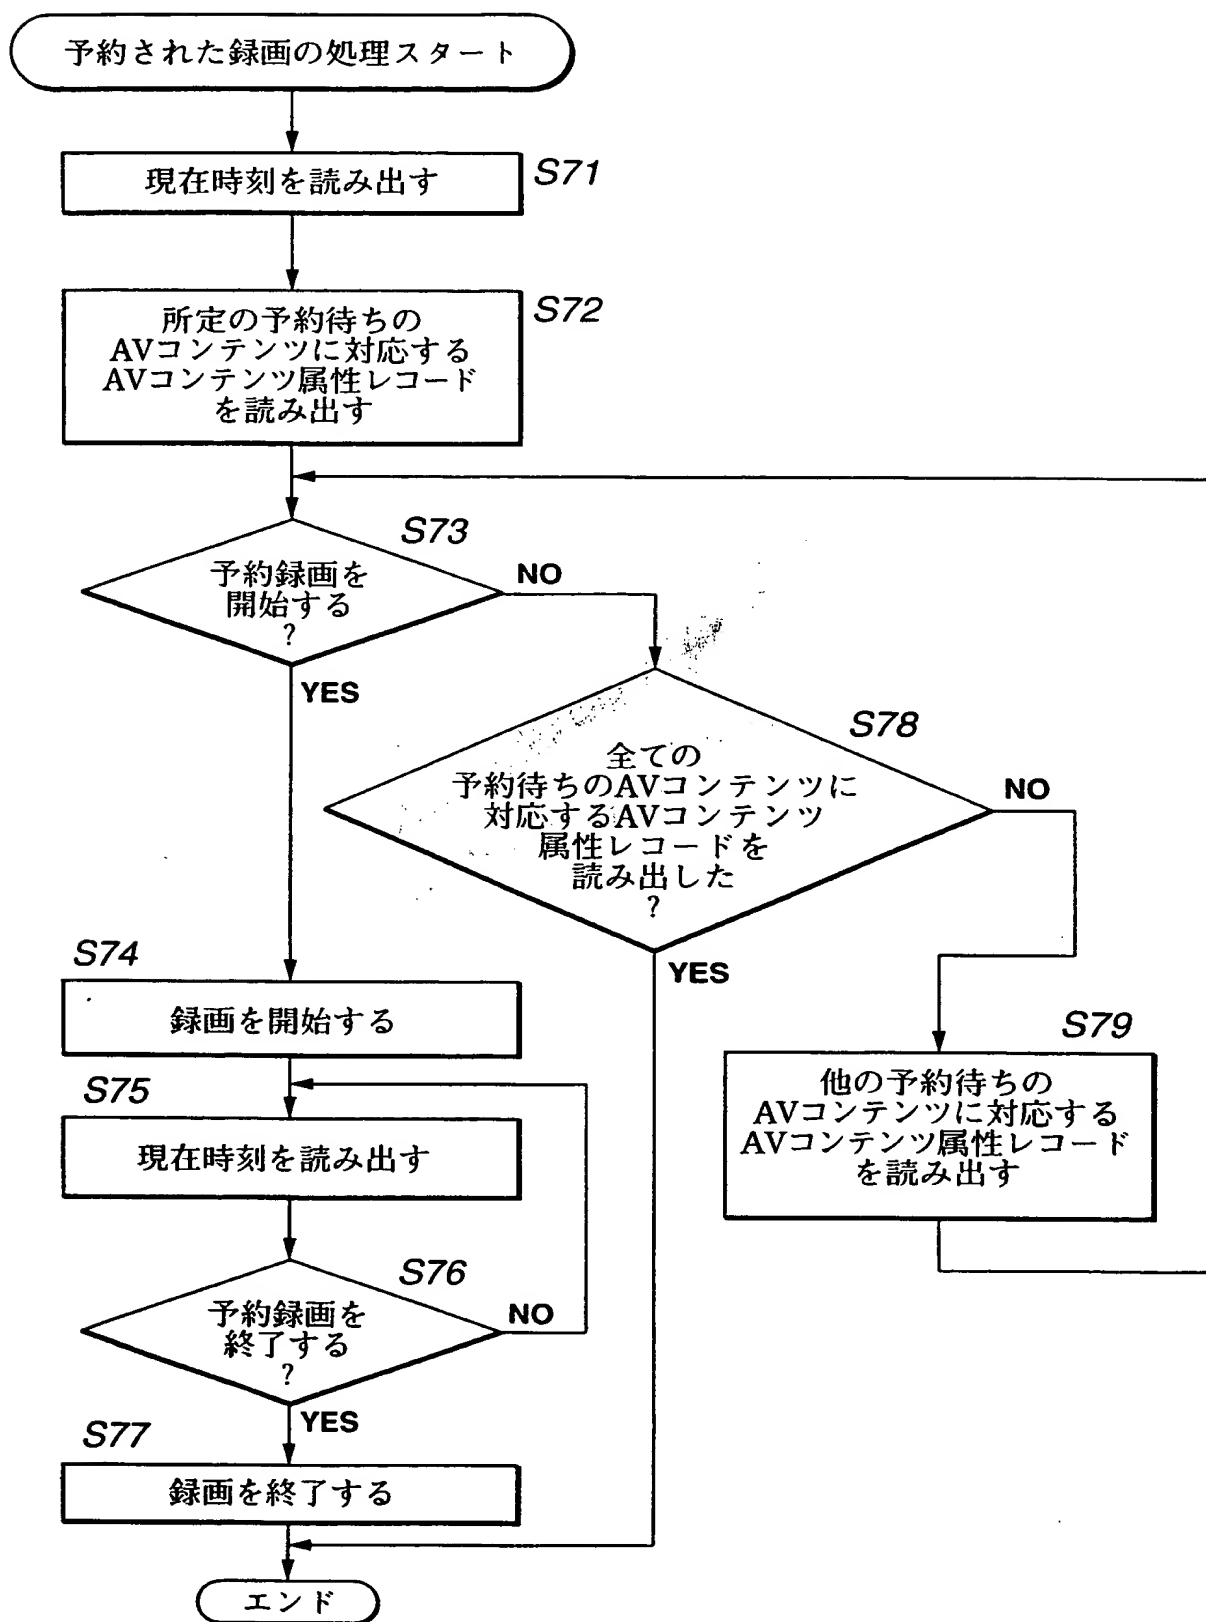 予約された録画の処理スタート
現在時刻を読み出す
S71
所定の予約待ちの
AVコンテンツに対応する
AVコンテンツ属性レコード
を読み出す
S72
S73
予約録画を
開始する
?
NO
YES
S78
全ての
予約待ちのAVコンテンツに
対応するAVコンテンツ
属性レコードを
読み出した
?
NO
YES
S74
録画を開始する
S79
他の予約待ちの
AVコンテンツに対応する
AVコンテンツ属性レコード
を読み出す
S75
現在時刻を読み出す
S76
予約録画を
終了する
?
NO
YES
S77
録画を終了する
エンド